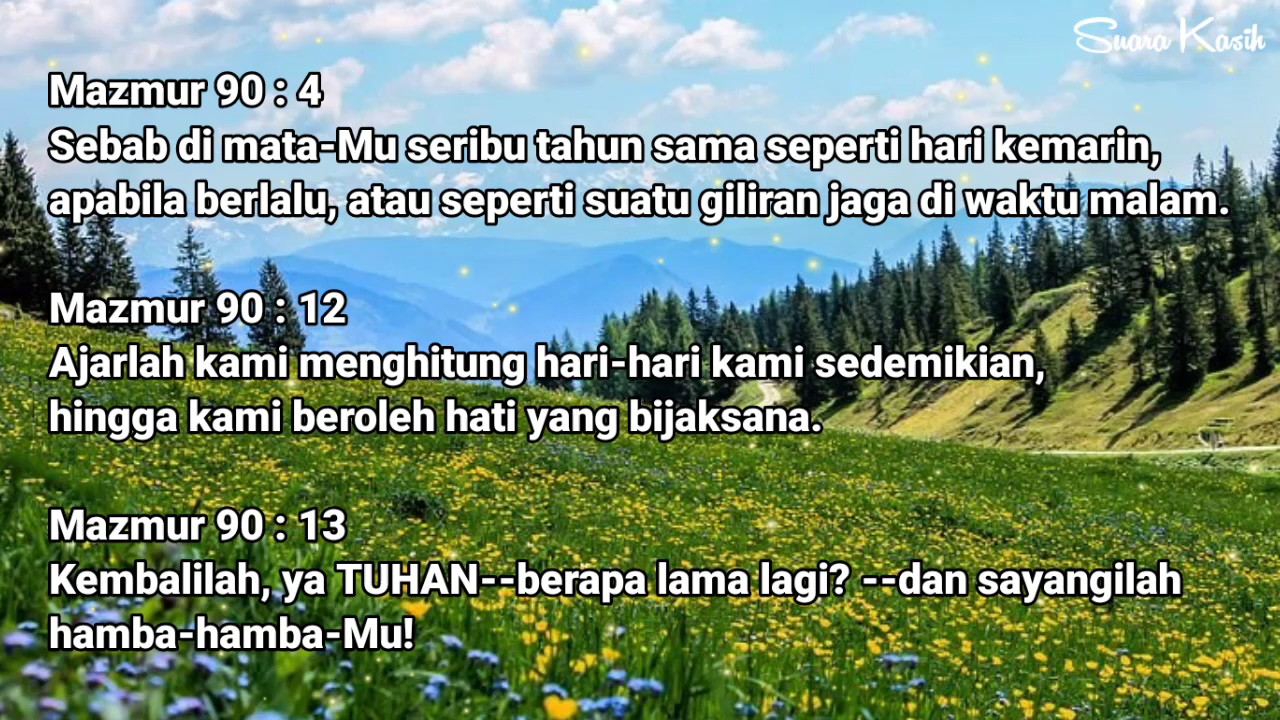 Suara Kasih
Mazmur 90 : 4
Sebab di mata-Mu seribu tahun sama seperti hari kemarin,
apabila berlalu, atau seperti suatu giliran jaga di waktu malam.
Mazmur 90 : 12
Ajarlah kami menghitung hari-hari kami sedemikian,
hingga kami beroleh hati yang bijaksana.
Mazmur 90 : 13
Kembalilah, ya TUHAN--berapa lama lagi? --dan sayangilah
hamba-hamba-Mu!